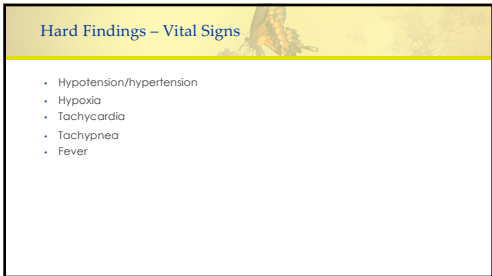 Hard Findings – Vital Signs
• Hypotension/hypertension
• Hypoxia
• Tachycardia
• Tachypnea
• Fever